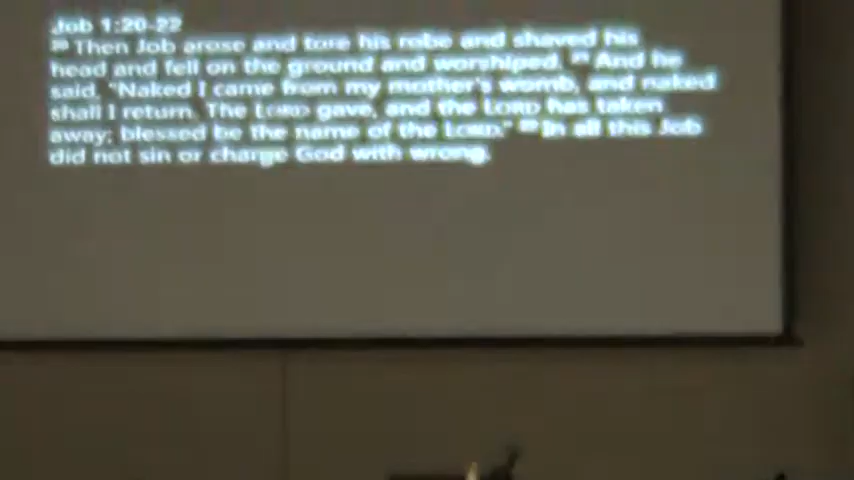 Job 1:20-22
20 Then Job arose and tore his robe and shaved his
head and fell on the ground and worshiped. 21 And he
said, "Naked I came from my mother's womb, and naked
shall I return. The LORD gave, and the LORD has taken
away; blessed be the name of the LORD." 22 In all this Job
did not sin or charge God with wrong.